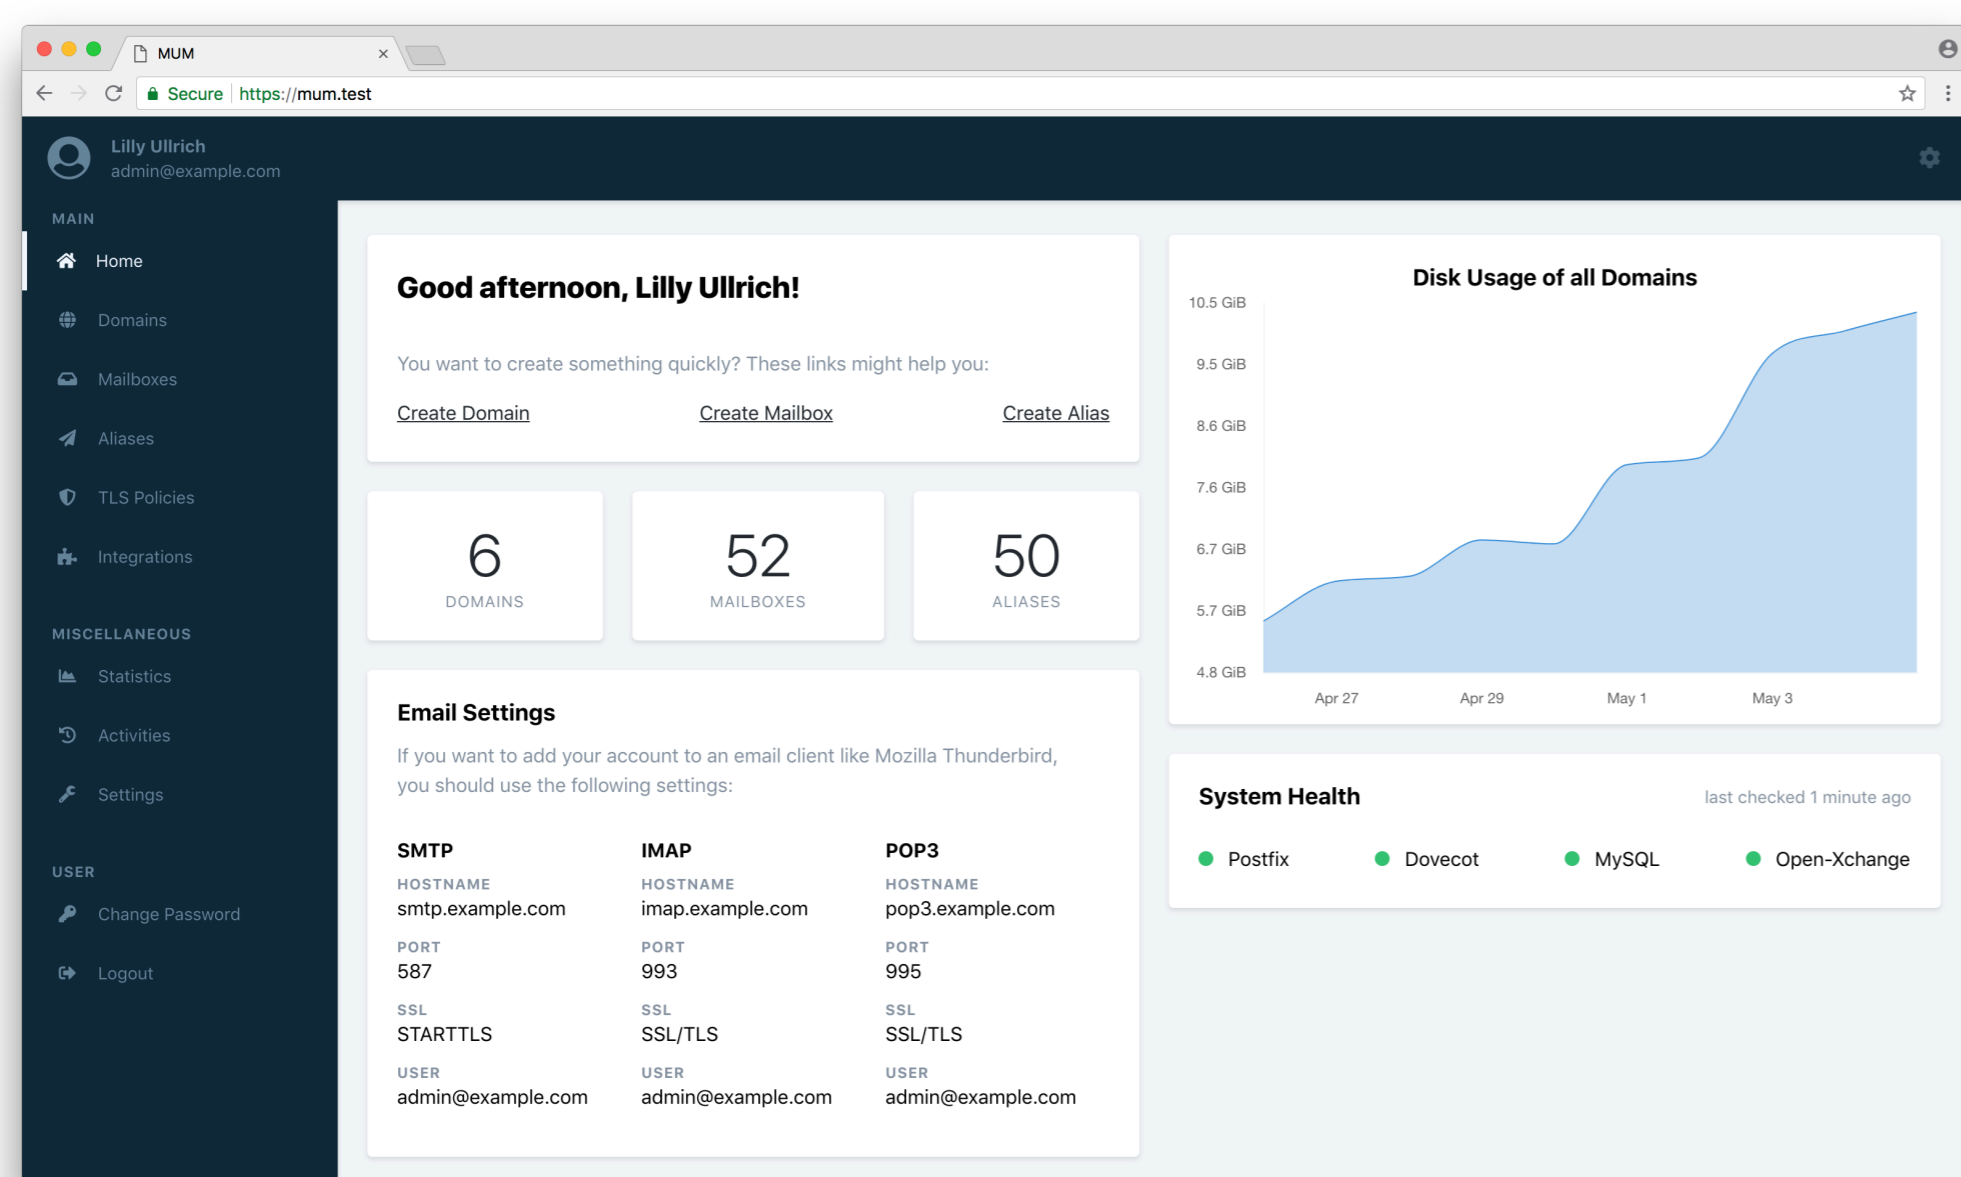 MUM
Secure https://mum.test
Lilly Ullrich
admin@example.com
MAIN
Home
Domains
Mailboxes
Aliases
TLS Policies
Integrations
MISCELLANEOUS
Statistics
Activities
Settings
USER
Change Password
Logout
Good afternoon, Lilly Ullrich!
You want to create something quickly? These links might help you:
Create Domain Create Mailbox Create Alias
6 52 50
DOMAINS MAILBOXES ALIASES
Email Settings
If you want to add your account to an email client like Mozilla Thunderbird,
you should use the following settings:
SMTP IMAP POP3
HOSTNAME HOSTNAME HOSTNAME
smtp.example.com imap.example.com pop3.example.com
PORT PORT PORT
587 993 995
SSL SSL SSL
STARTTLS SSL/TLS SSL/TLS
USER USER USER
admin@example.com admin@example.com admin@example.com
Disk Usage of all Domains
10.5 GiB
9.5 GiB
8.6 GiB
7.6 GiB
6.7 GiB
5.7 GiB
4.8 GiB
Apr 27 Apr 29 May 1 May 3
System Health last checked 1 minute ago
Postfix Dovecot MySQL Open-Xchange